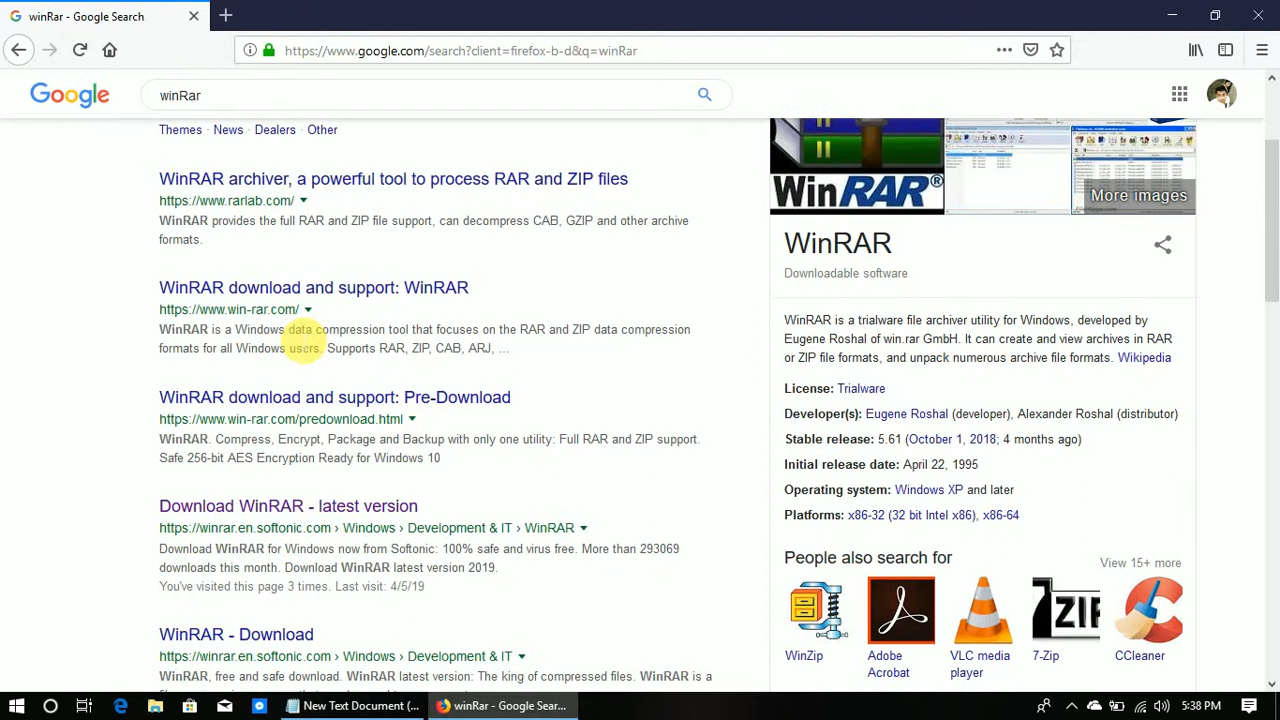 winRar - Google Search
https://www.google.com/search?client=firefox-b-d&q=winRar
Google
winRar
Themes · News · Dealers · Other
WinRAR archiver, a powerful tool to process RAR and ZIP files
https://www.rarlab.com/
WinRAR provides the full RAR and ZIP file support, can decompress CAB, GZIP and other archive
formats.
WinRAR download and support: WinRAR
https://www.win-rar.com/
WinRAR is a Windows data compression tool that focuses on the RAR and ZIP data compression
formats for all Windows users. Supports RAR, ZIP, CAB, ARJ, ...
WinRAR download and support: Pre-Download
https://www.win-rar.com/predownload.html
WinRAR. Compress, Encrypt, Package and Backup with only one utility: Full RAR and ZIP support.
Safe 256-bit AES Encryption Ready for Windows 10
Download WinRAR - latest version
https://winrar.en.softonic.com › Windows › Development & IT › WinRAR
Download WinRAR for Windows now from Softonic: 100% safe and virus free. More than 293069
downloads this month. Download WinRAR latest version 2019.
You've visited this page 3 times. Last visit: 4/5/19
WinRAR - Download
https://winrar.en.softonic.com › Windows › Development & IT
WinRAR, free and safe download. WinRAR latest version: The king of compressed files. WinRAR is a
WinRAR®
More images
WinRAR
Downloadable software
WinRAR is a trialware file archiver utility for Windows, developed by
Eugene Roshal of win.rar GmbH. It can create and view archives in RAR
or ZIP file formats, and unpack numerous archive file formats. Wikipedia
License: Trialware
Developer(s): Eugene Roshal (developer), Alexander Roshal (distributor)
Stable release: 5.61 (October 1, 2018; 4 months ago)
Initial release date: April 22, 1995
Operating system: Windows XP and later
Platforms: x86-32 (32 bit Intel x86), x86-64
People also search for
View 15+ more
ZIP
WinZip
Adobe
Acrobat
VLC media
player
7-Zip
CCleaner
New Text Document (...
winRar - Google Sear...
5:38 PM